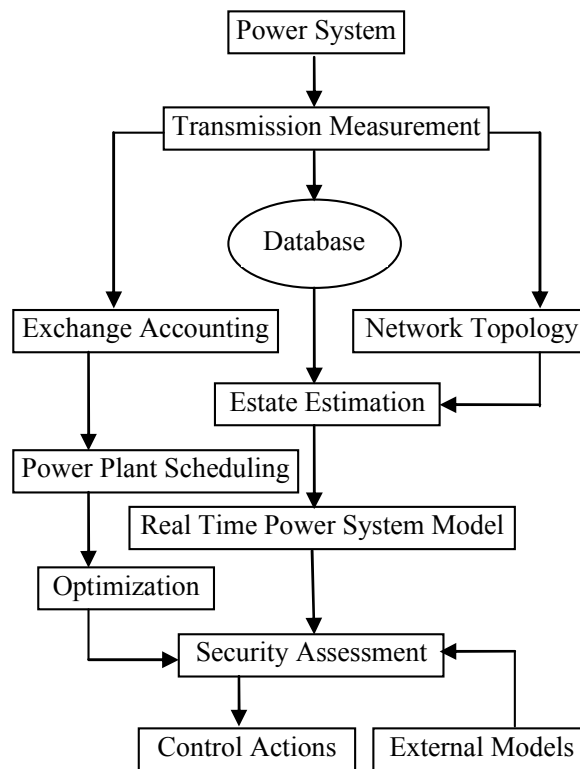 Power System
Transmission Measurement
Database
Exchange Accounting
Network Topology
Estate Estimation
Power Plant Scheduling
Real Time Power System Model
Optimization
Security Assessment
Control Actions
External Models